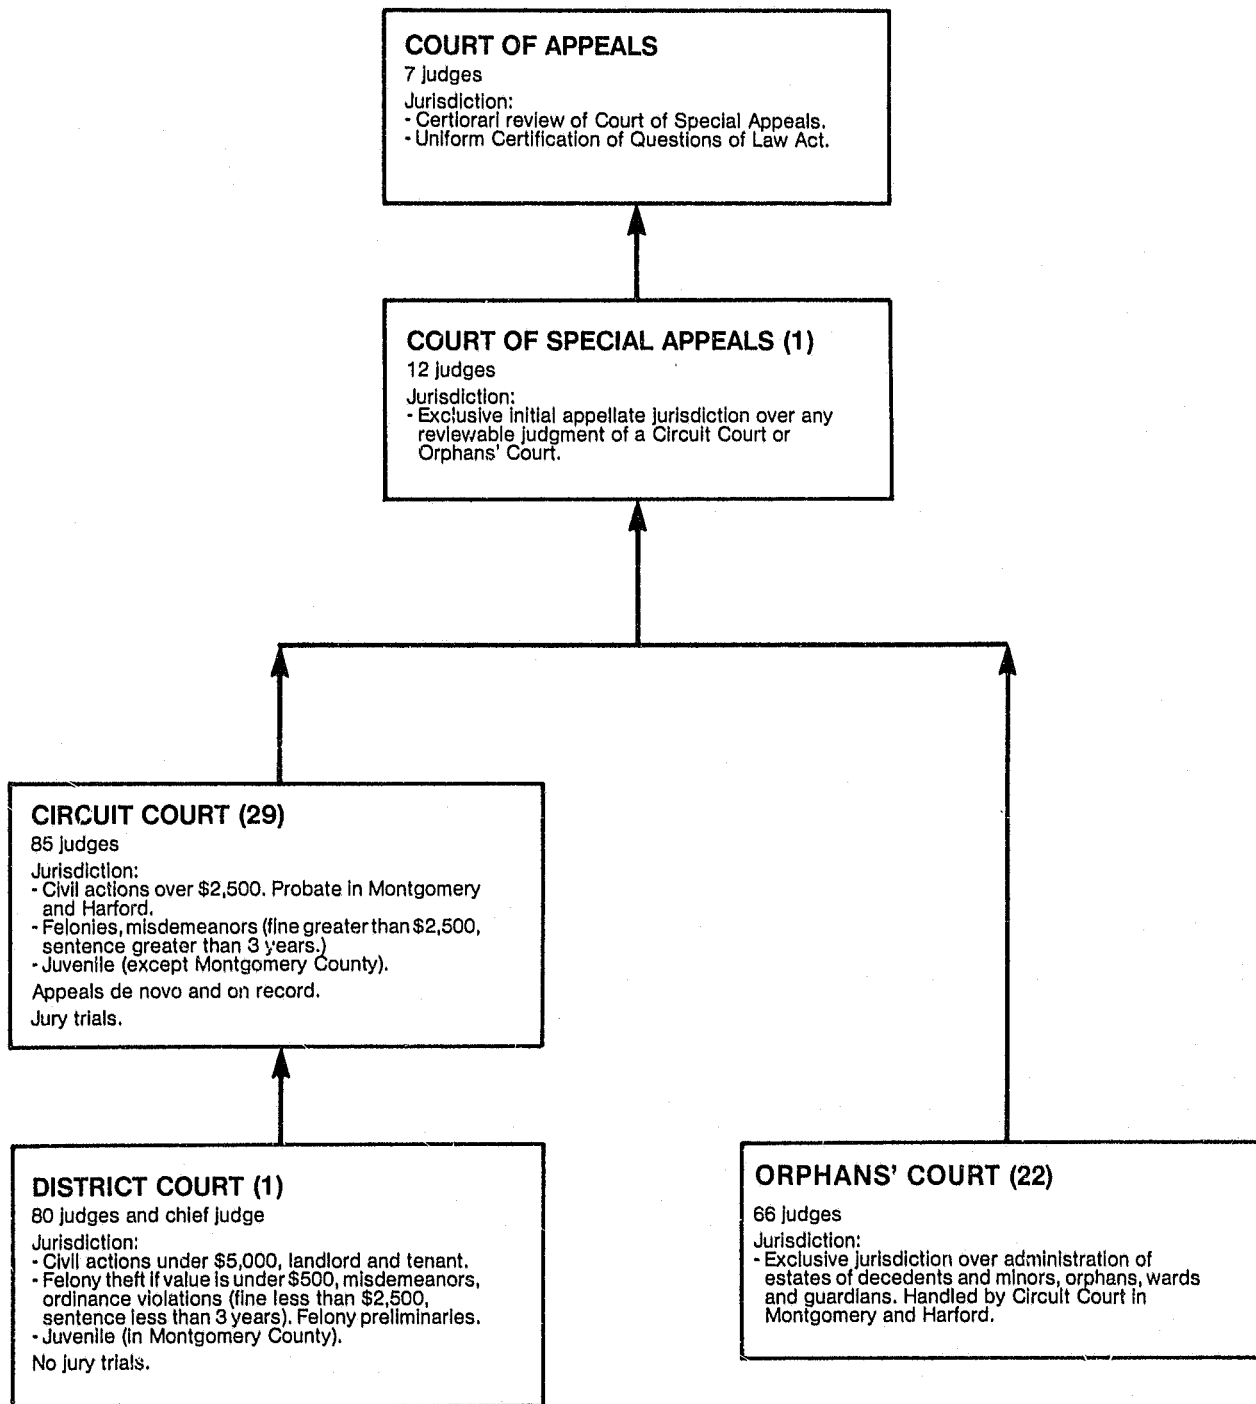 COURT OF APPEALS
7 judges
Jurisdiction:
- Certiorari review of Court of Special Appeals.
- Uniform Certification of Questions of Law Act.
COURT OF SPECIAL APPEALS (1)
12 judges
Jurisdiction:
- Exclusive initial appellate jurisdiction over any
reviewable judgment of a Circuit Court or
Orphans' Court.
CIRCUIT COURT (29)
85 judges
Jurisdiction:
- Civil actions over $2,500. Probate in Montgomery
and Harford.
- Felonies, misdemeanors (fine greater than $2,500,
sentence greater than 3 years.)
- Juvenile (except Montgomery County).
Appeals de novo and on record.
Jury trials.
DISTRICT COURT (1)
80 judges and chief judge
Jurisdiction:
- Civil actions under $5,000, landlord and tenant.
- Felony theft if value is under $500, misdemeanors,
ordinance violations (fine less than $2,500,
sentence less than 3 years). Felony preliminaries.
- Juvenile (in Montgomery County).
No jury trials.
ORPHANS' COURT (22)
66 judges
Jurisdiction:
- Exclusive jurisdiction over administration of
estates of decedents and minors, orphans, wards
and guardians. Handled by Circuit Court in
Montgomery and Harford.